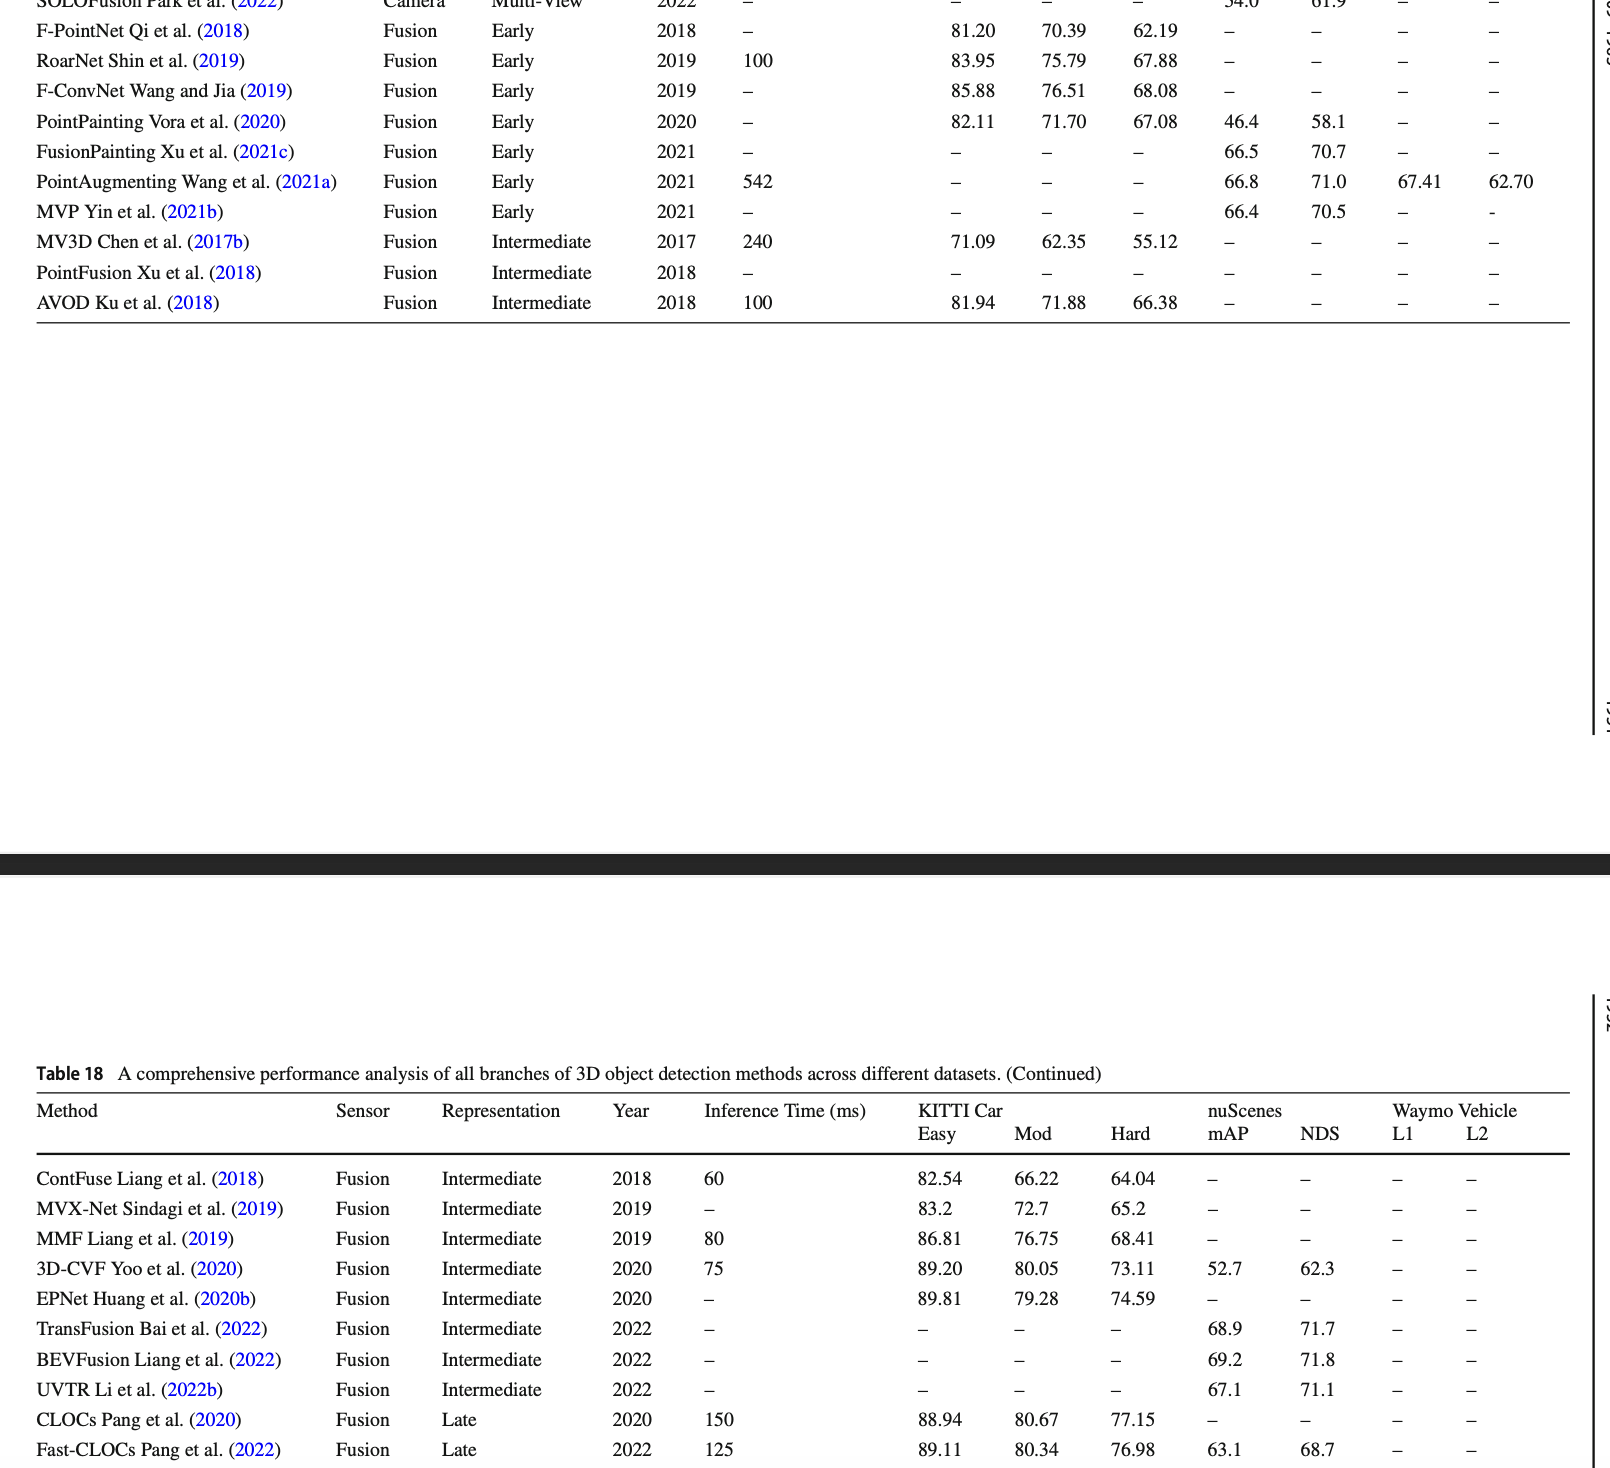 SOLOFusion Park et al. (2022) Camera Multi-View 2022 – – – – 54.0 61.9 – –
F-PointNet Qi et al. (2018) Fusion Early 2018 – 81.20 70.39 62.19 – – – –
RoarNet Shin et al. (2019) Fusion Early 2019 100 83.95 75.79 67.88 – – – –
F-ConvNet Wang and Jia (2019) Fusion Early 2019 – 85.88 76.51 68.08 – – – –
PointPainting Vora et al. (2020) Fusion Early 2020 – 82.11 71.70 67.08 46.4 58.1 – –
FusionPainting Xu et al. (2021c) Fusion Early 2021 – – – – 66.5 70.7 – –
PointAugmenting Wang et al. (2021a) Fusion Early 2021 542 – – – 66.8 71.0 67.41 62.70
MVP Yin et al. (2021b) Fusion Early 2021 – – – – 66.4 70.5 – -
MV3D Chen et al. (2017b) Fusion Intermediate 2017 240 71.09 62.35 55.12 – – – –
PointFusion Xu et al. (2018) Fusion Intermediate 2018 – – – – – – – –
AVOD Ku et al. (2018) Fusion Intermediate 2018 100 81.94 71.88 66.38 – – – –
Table 18 A comprehensive performance analysis of all branches of 3D object detection methods across different datasets. (Continued)
Method Sensor Representation Year Inference Time (ms) KITTI Car nuScenes Waymo Vehicle
Easy Mod Hard mAP NDS L1 L2
ContFuse Liang et al. (2018) Fusion Intermediate 2018 60 82.54 66.22 64.04 – – – –
MVX-Net Sindagi et al. (2019) Fusion Intermediate 2019 – 83.2 72.7 65.2 – – – –
MMF Liang et al. (2019) Fusion Intermediate 2019 80 86.81 76.75 68.41 – – – –
3D-CVF Yoo et al. (2020) Fusion Intermediate 2020 75 89.20 80.05 73.11 52.7 62.3 – –
EPNet Huang et al. (2020b) Fusion Intermediate 2020 – 89.81 79.28 74.59 – – – –
TransFusion Bai et al. (2022) Fusion Intermediate 2022 – – – – 68.9 71.7 – –
BEVFusion Liang et al. (2022) Fusion Intermediate 2022 – – – – 69.2 71.8 – –
UVTR Li et al. (2022b) Fusion Intermediate 2022 – – – – 67.1 71.1 – –
CLOCs Pang et al. (2020) Fusion Late 2020 150 88.94 80.67 77.15 – – – –
Fast-CLOCs Pang et al. (2022) Fusion Late 2022 125 89.11 80.34 76.98 63.1 68.7 – –